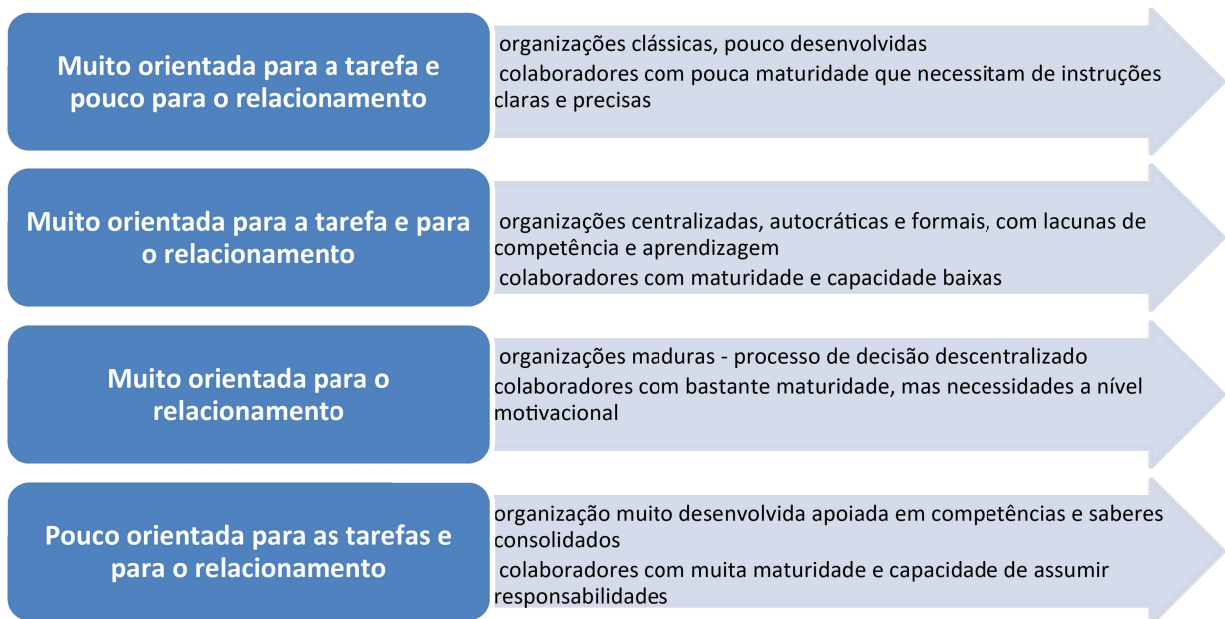 Muito orientada para a tarefa e
pouco para o relacionamento
organizações clássicas, pouco desenvolvidas
colaboradores com pouca maturidade que necessitam de instruções
claras e precisas
Muito orientada para a tarefa e para
o relacionamento
organizações centralizadas, autocráticas e formais, com lacunas de
competência e aprendizagem
colaboradores com maturidade e capacidade baixas
Muito orientada para o
relacionamento
organizações maduras - processo de decisão descentralizado
colaboradores com bastante maturidade, mas necessidades a nível
motivacional
Pouco orientada para as tarefas e
para o relacionamento
organização muito desenvolvida apoiada em competências e saberes
consolidados
colaboradores com muita maturidade e capacidade de assumir
responsabilidades